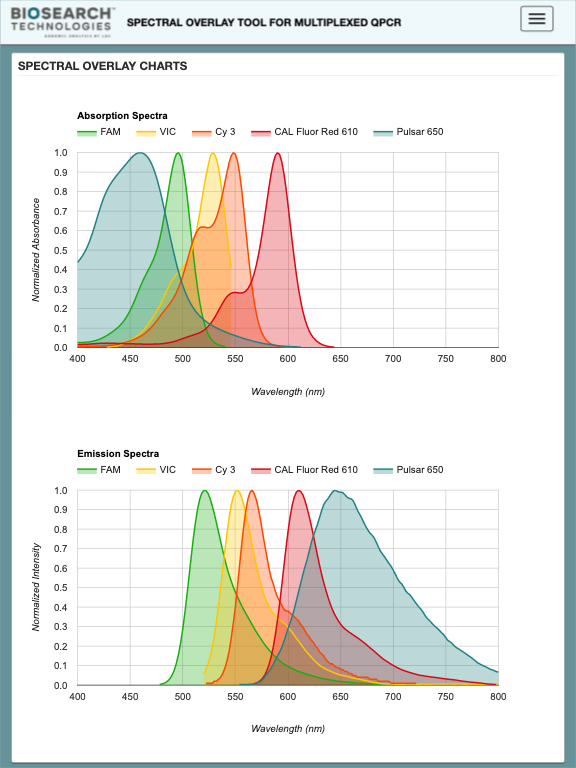 BIOSEARCH™
TECHNOLOGIES
GENOMIC ANALYSIS BY LGC
SPECTRAL OVERLAY TOOL FOR MULTIPLEXED QPCR
SPECTRAL OVERLAY CHARTS
Absorption Spectra
FAM VIC Cy 3 CAL Fluor Red 610 Pulsar 650
1.0
0.9
0.8
0.7
0.6
0.5
0.4
0.3
0.2
0.1
0.0
Normalized Absorbance
400 450 500 550 600 650 700 750 800
Wavelength (nm)
Emission Spectra
FAM VIC Cy 3 CAL Fluor Red 610 Pulsar 650
1.0
0.9
0.8
0.7
0.6
0.5
0.4
0.3
0.2
0.1
0.0
Normalized Intensity
400 450 500 550 600 650 700 750 800
Wavelength (nm)